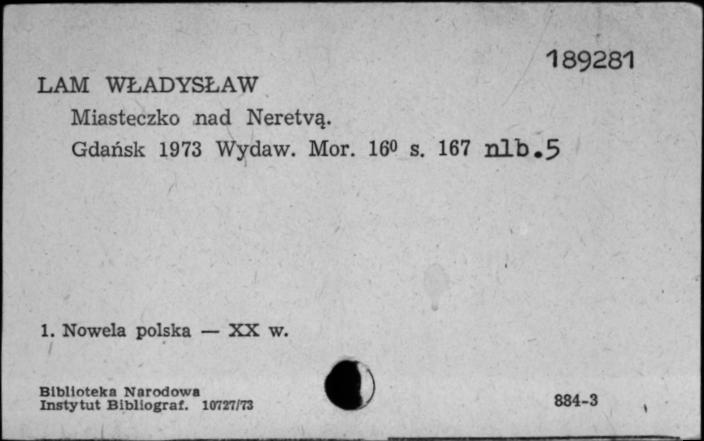 189281
LAM WŁADYSŁAW
Miasteczko nad Neretvą.
Gdańsk 1973 Wydaw. Mor. 16⁰ s. 167 nlb.5
1. Nowela polska — XX w.
Biblioteka Narodowa
Instytut Bibliograf. 10727/73
884-3